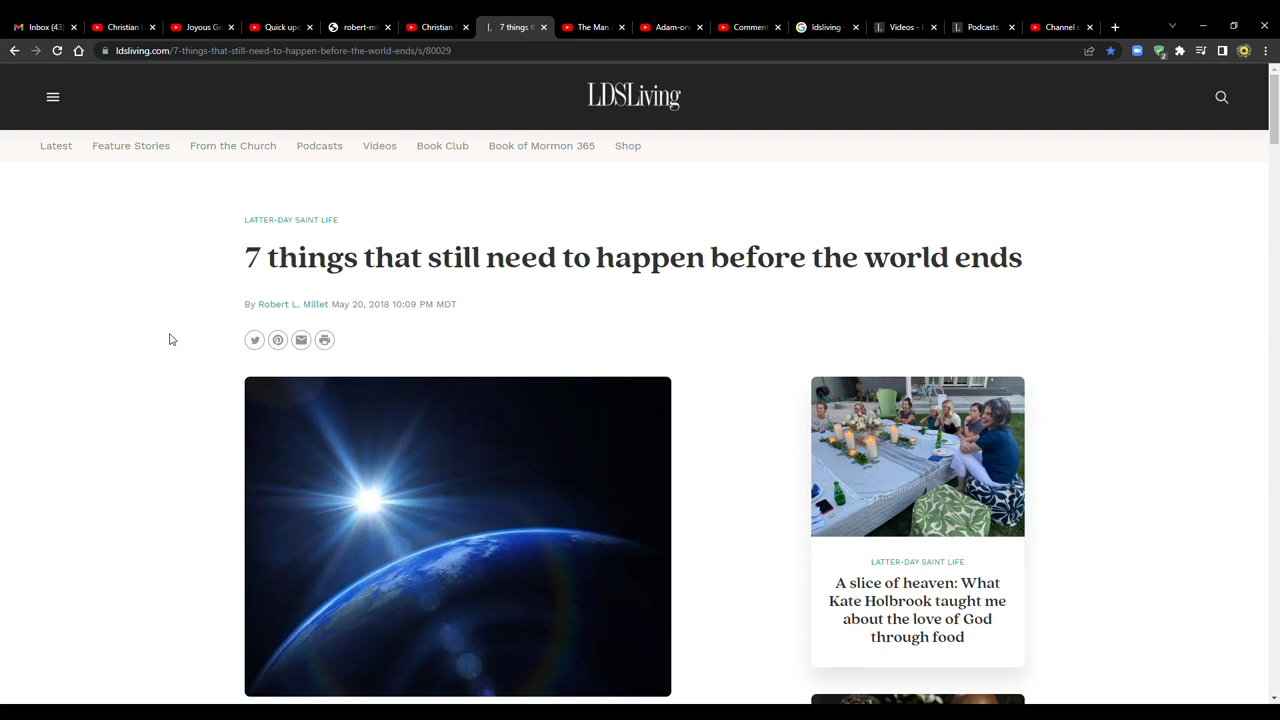 Inbox (43)
Christian
Joyous Ge
Quick upd
robert-mi
Christian
7 things t
The Man
Adam-on
Comment
ldsliving -
Videos - L
Podcasts
Channel c
ldsliving.com/7-things-that-still-need-to-happen-before-the-world-ends/s/80029
2
LDSLiving
Latest Feature Stories From the Church Podcasts Videos Book Club Book of Mormon 365 Shop
LATTER-DAY SAINT LIFE
7 things that still need to happen before the world ends
By Robert L. Millet May 20, 2018 10:09 PM MDT
LATTER-DAY SAINT LIFE
A slice of heaven: What
Kate Holbrook taught me
about the love of God
through food